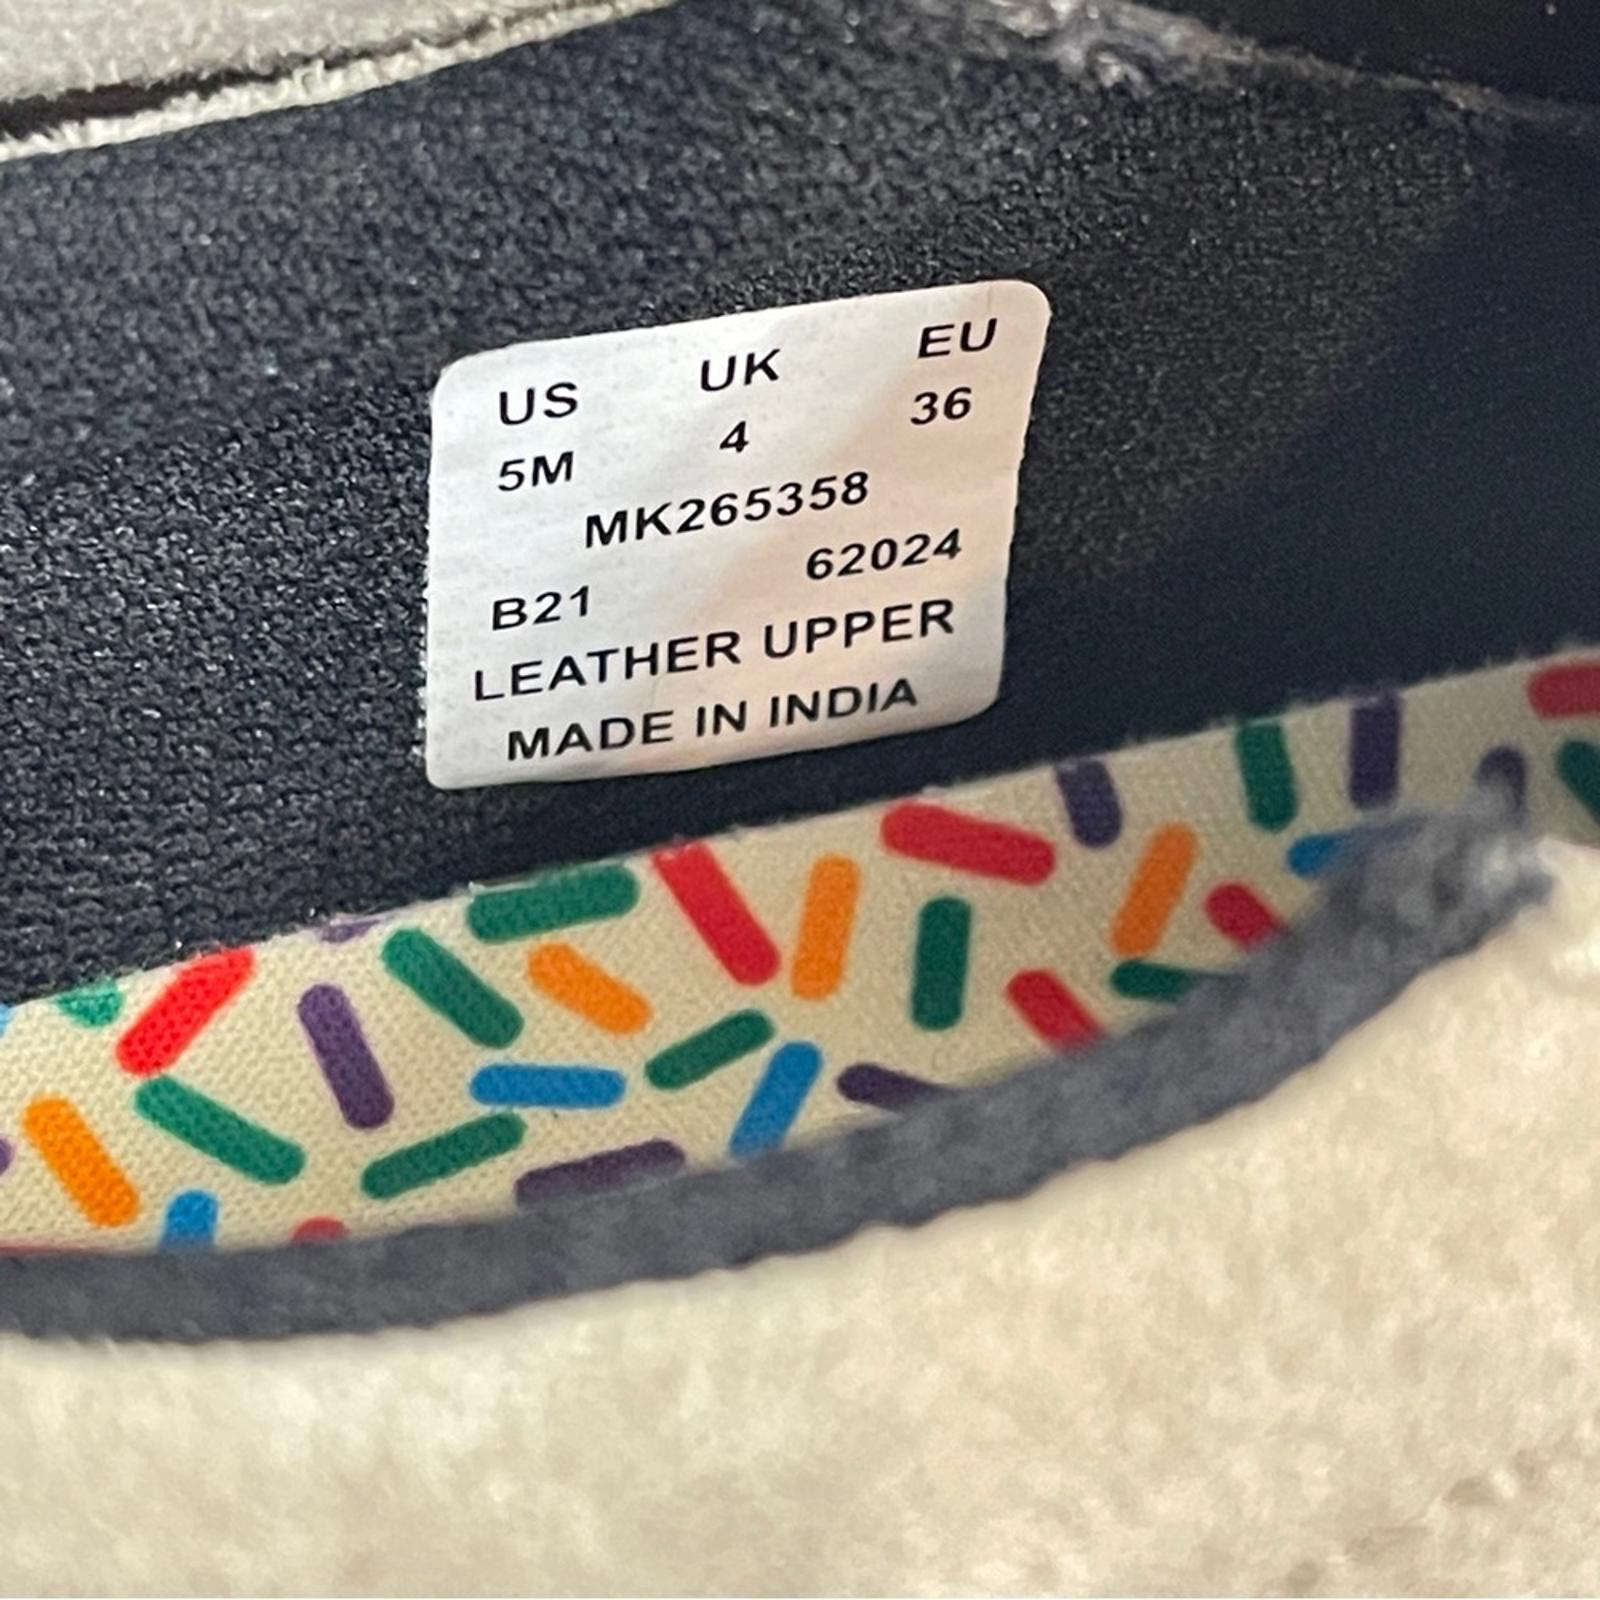 US UK EU
5M 4 36
MK265358
B21 62024
LEATHER UPPER
MADE IN INDIA